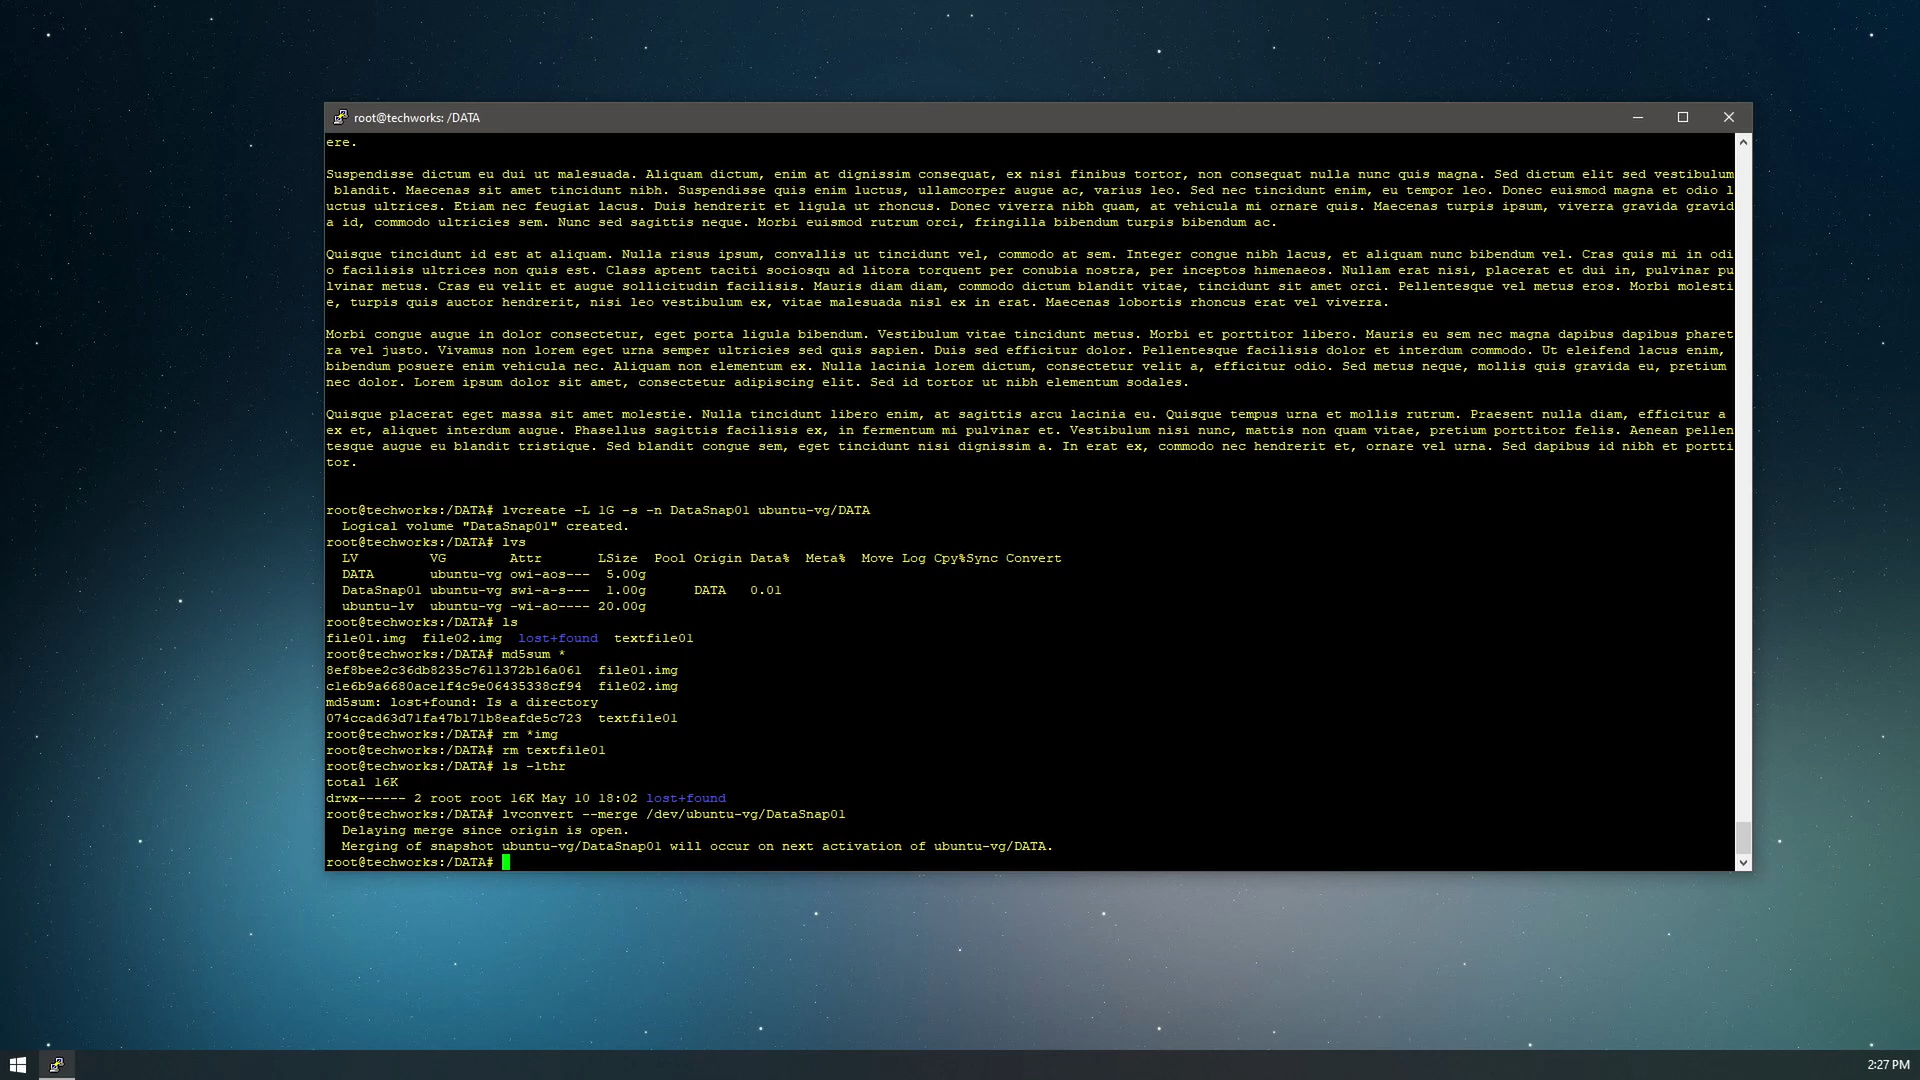 root@techworks: /DATA
ere.
Suspendisse dictum eu dui ut malesuada. Aliquam dictum, enim at dignissim consequat, ex nisi finibus tortor, non consequat nulla nunc quis magna. Sed dictum elit sed vestibulum
 blandit. Maecenas sit amet tincidunt nibh. Suspendisse quis enim luctus, ullamcorper augue ac, varius leo. Sed nec tincidunt enim, eu tempor leo. Donec euismod magna et odio l
uctus ultrices. Etiam nec feugiat lacus. Duis hendrerit et ligula ut rhoncus. Donec viverra nibh quam, at vehicula mi ornare quis. Maecenas turpis ipsum, viverra gravida gravid
a id, commodo ultricies sem. Nunc sed sagittis neque. Morbi euismod rutrum orci, fringilla bibendum turpis bibendum ac.
Quisque tincidunt id est at aliquam. Nulla risus ipsum, convallis ut tincidunt vel, commodo at sem. Integer congue nibh lacus, et aliquam nunc bibendum vel. Cras quis mi in odi
o facilisis ultrices non quis est. Class aptent taciti sociosqu ad litora torquent per conubia nostra, per inceptos himenaeos. Nullam erat nisi, placerat et dui in, pulvinar pu
lvinar metus. Cras eu velit et augue sollicitudin facilisis. Mauris diam diam, commodo dictum blandit vitae, tincidunt sit amet orci. Pellentesque vel metus eros. Morbi molesti
e, turpis quis auctor hendrerit, nisi leo vestibulum ex, vitae malesuada nisl ex in erat. Maecenas lobortis rhoncus erat vel viverra.
Morbi congue augue in dolor consectetur, eget porta ligula bibendum. Vestibulum vitae tincidunt metus. Morbi et porttitor libero. Mauris eu sem nec magna dapibus dapibus pharet
ra vel justo. Vivamus non lorem eget urna semper ultricies sed quis sapien. Duis sed efficitur dolor. Pellentesque facilisis dolor et interdum commodo. Ut eleifend lacus enim,
bibendum posuere enim vehicula nec. Aliquam non elementum ex. Nulla lacinia lorem dictum, consectetur velit a, efficitur odio. Sed metus neque, mollis quis gravida eu, pretium
nec dolor. Lorem ipsum dolor sit amet, consectetur adipiscing elit. Sed id tortor ut nibh elementum sodales.
Quisque placerat eget massa sit amet molestie. Nulla tincidunt libero enim, at sagittis arcu lacinia eu. Quisque tempus urna et mollis rutrum. Praesent nulla diam, efficitur a
ex et, aliquet interdum augue. Phasellus sagittis facilisis ex, in fermentum mi pulvinar et. Vestibulum nisi nunc, mattis non quam vitae, pretium porttitor felis. Aenean pellen
tesque augue eu blandit tristique. Sed blandit congue sem, eget tincidunt nisi dignissim a. In erat ex, commodo nec hendrerit et, ornare vel urna. Sed dapibus id nibh et portti
tor.
root@techworks:/DATA# lvcreate -L 1G -s -n DataSnap01 ubuntu-vg/DATA
  Logical volume "DataSnap01" created.
root@techworks:/DATA# lvs
  LV         VG        Attr       LSize  Pool Origin Data%  Meta%  Move Log Cpy%Sync Convert
  DATA       ubuntu-vg owi-aos---  5.00g
  DataSnap01 ubuntu-vg swi-a-s---  1.00g      DATA   0.01
  ubuntu-lv  ubuntu-vg -wi-ao---- 20.00g
root@techworks:/DATA# ls
file01.img  file02.img  lost+found  textfile01
root@techworks:/DATA# md5sum *
8ef8bee2c36db8235c7611372b16a061  file01.img
c1e6b9a6680ace1f4c9e06435338cf94  file02.img
md5sum: lost+found: Is a directory
074ccad63d71fa47b171b8eafde5c723  textfile01
root@techworks:/DATA# rm *img
root@techworks:/DATA# rm textfile01
root@techworks:/DATA# ls -lthr
total 16K
drwx------ 2 root root 16K May 10 18:02 lost+found
root@techworks:/DATA# lvconvert --merge /dev/ubuntu-vg/DataSnap01
  Delaying merge since origin is open.
  Merging of snapshot ubuntu-vg/DataSnap01 will occur on next activation of ubuntu-vg/DATA.
root@techworks:/DATA#
2:27 PM